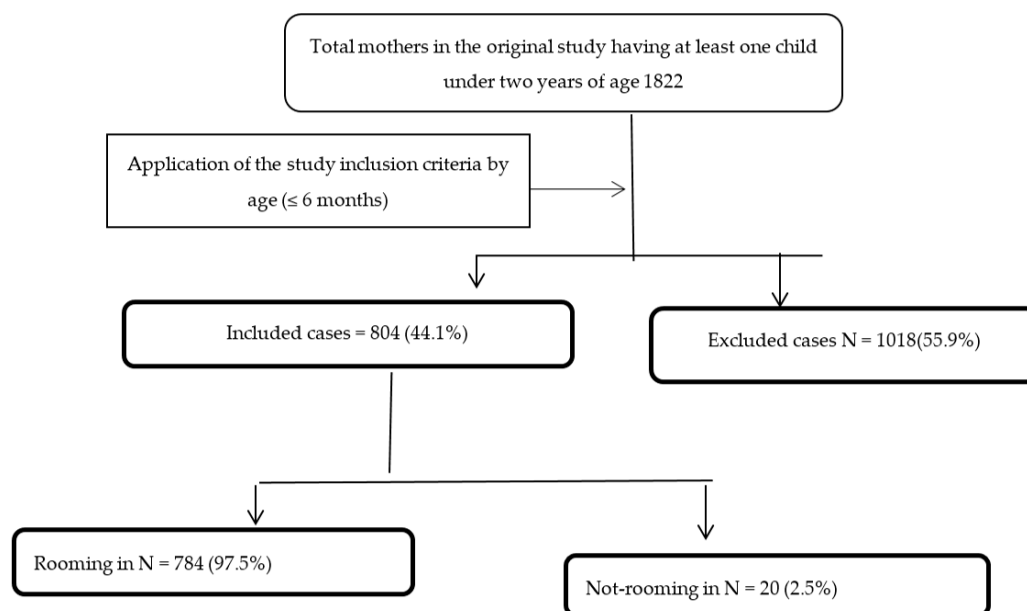 Total mothers in the original study having at least one child
under two years of age 1822
Application of the study inclusion criteria by
age (≤ 6 months)
Included cases = 804 (44.1%)
Excluded cases N = 1018(55.9%)
Rooming in N = 784 (97.5%)
Not-rooming in N = 20 (2.5%)